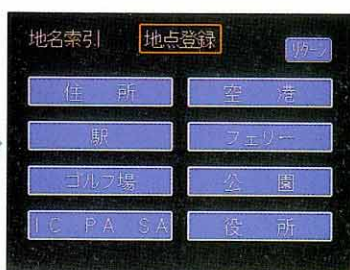 地名索引 地点登録 リターン
住所 空港
駅 フェリー
ゴルフ場 公園
IC PA SA 役所